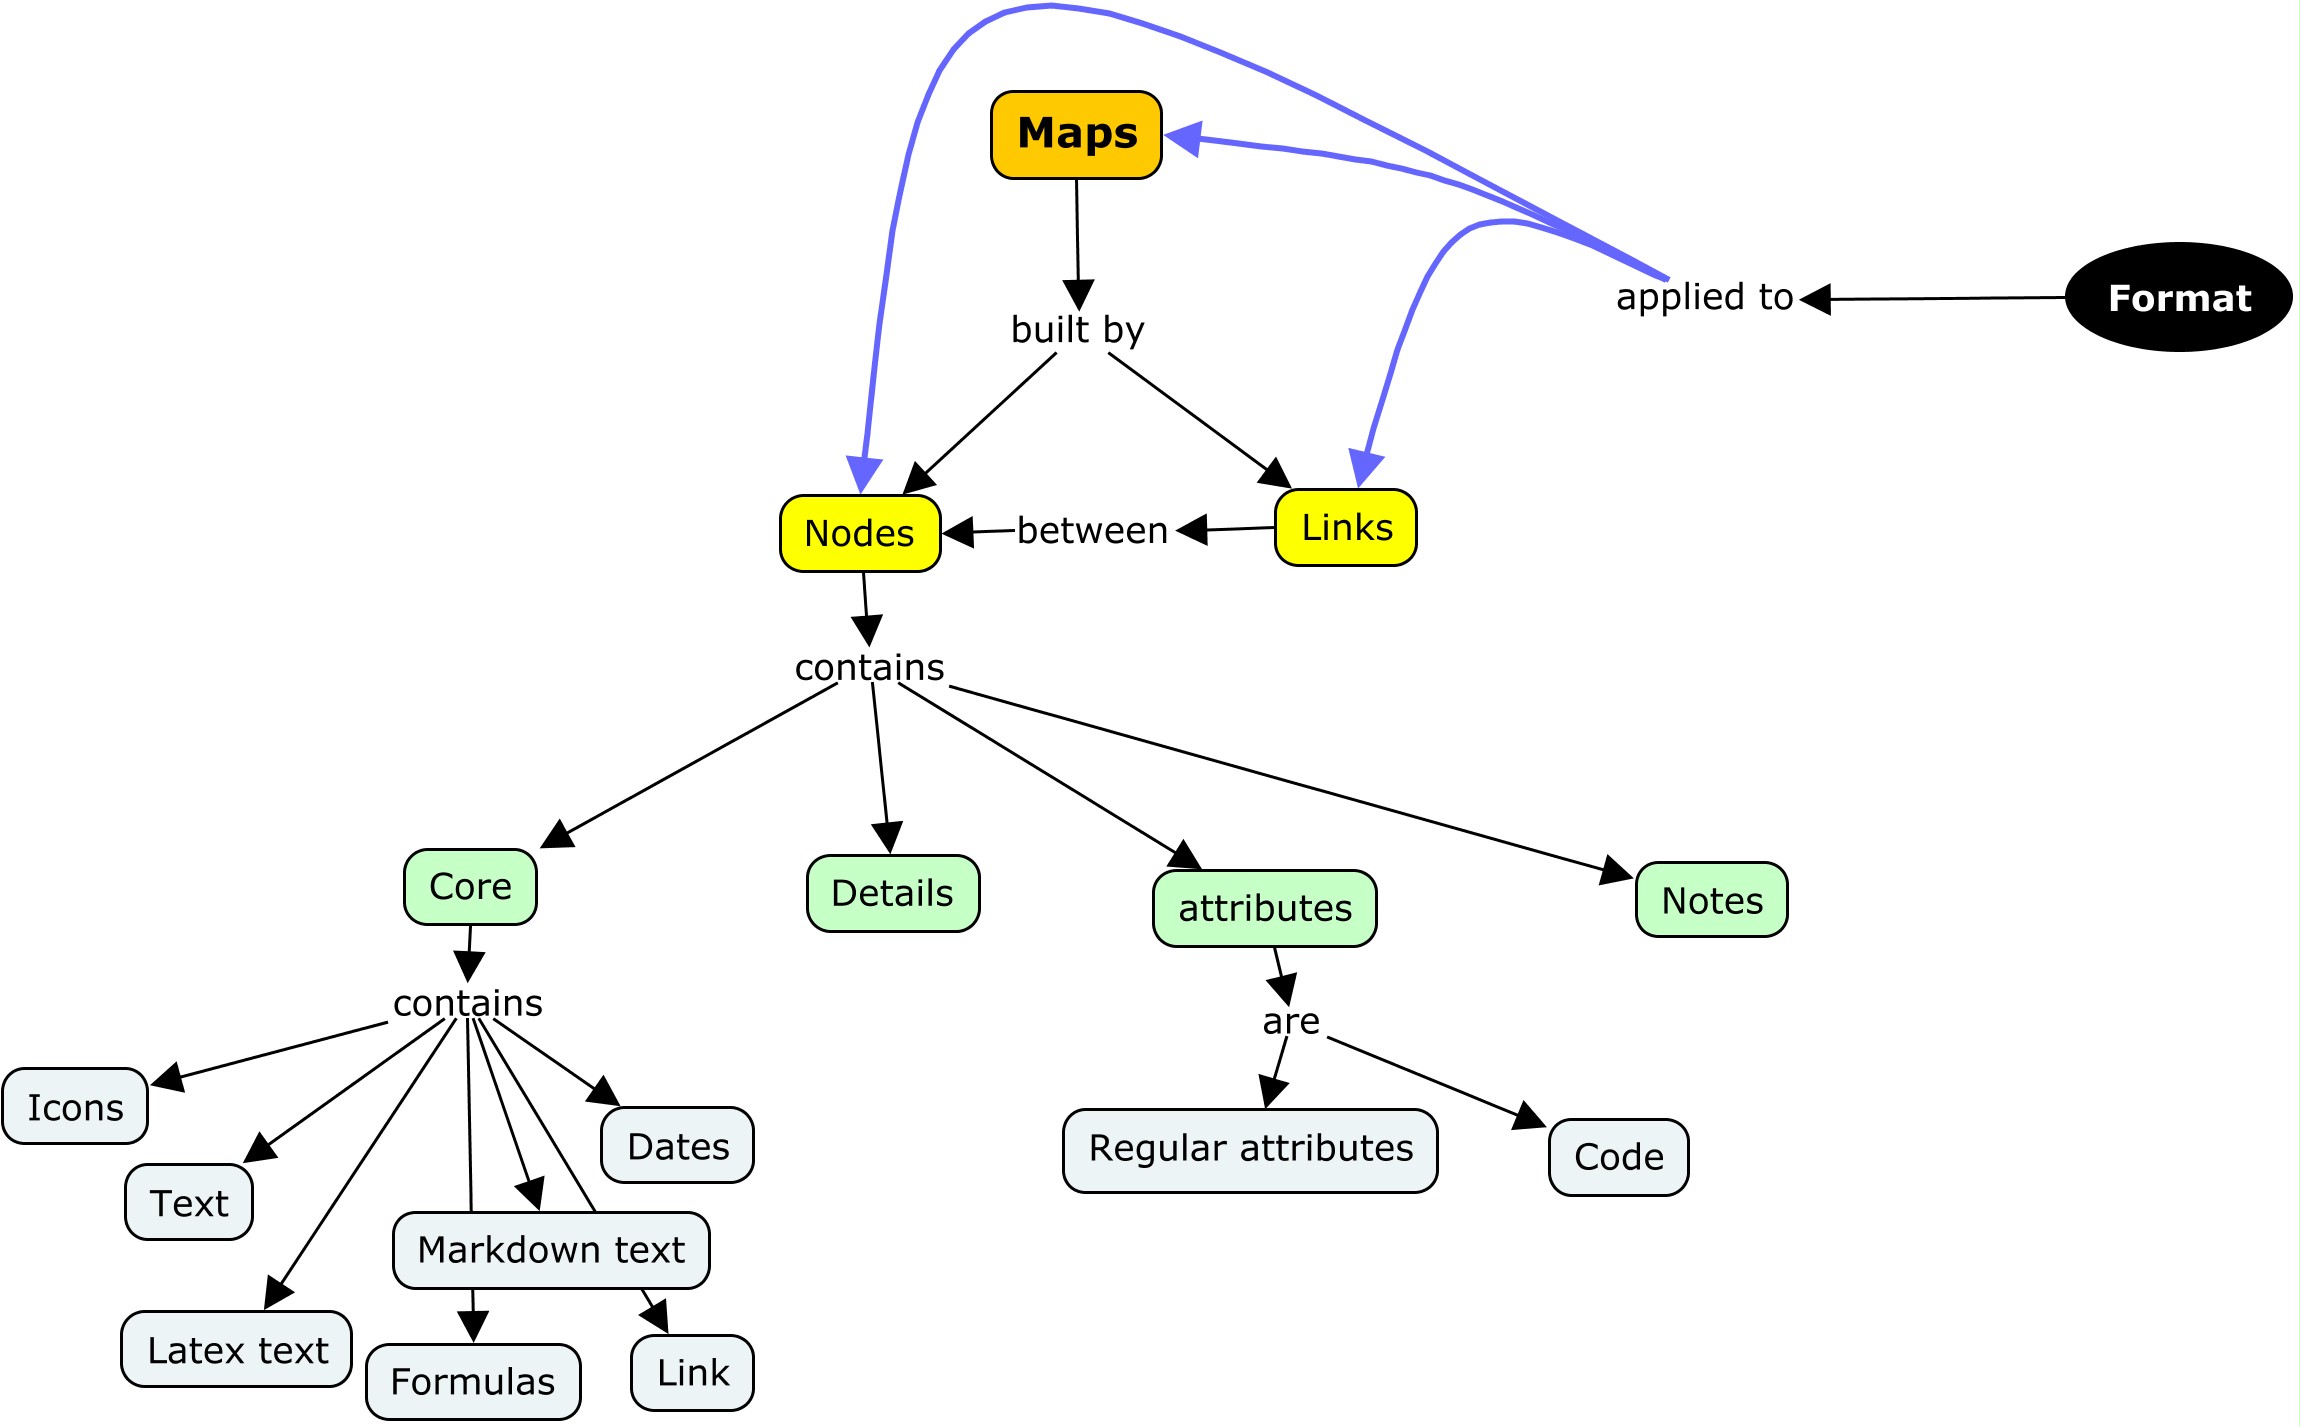 Maps
applied to
Format
built by
Nodes
between
Links
contains
Core
Details
attributes
Notes
contains
are
Icons
Text
Dates
Regular attributes
Code
Markdown text
Latex text
Formulas
Link